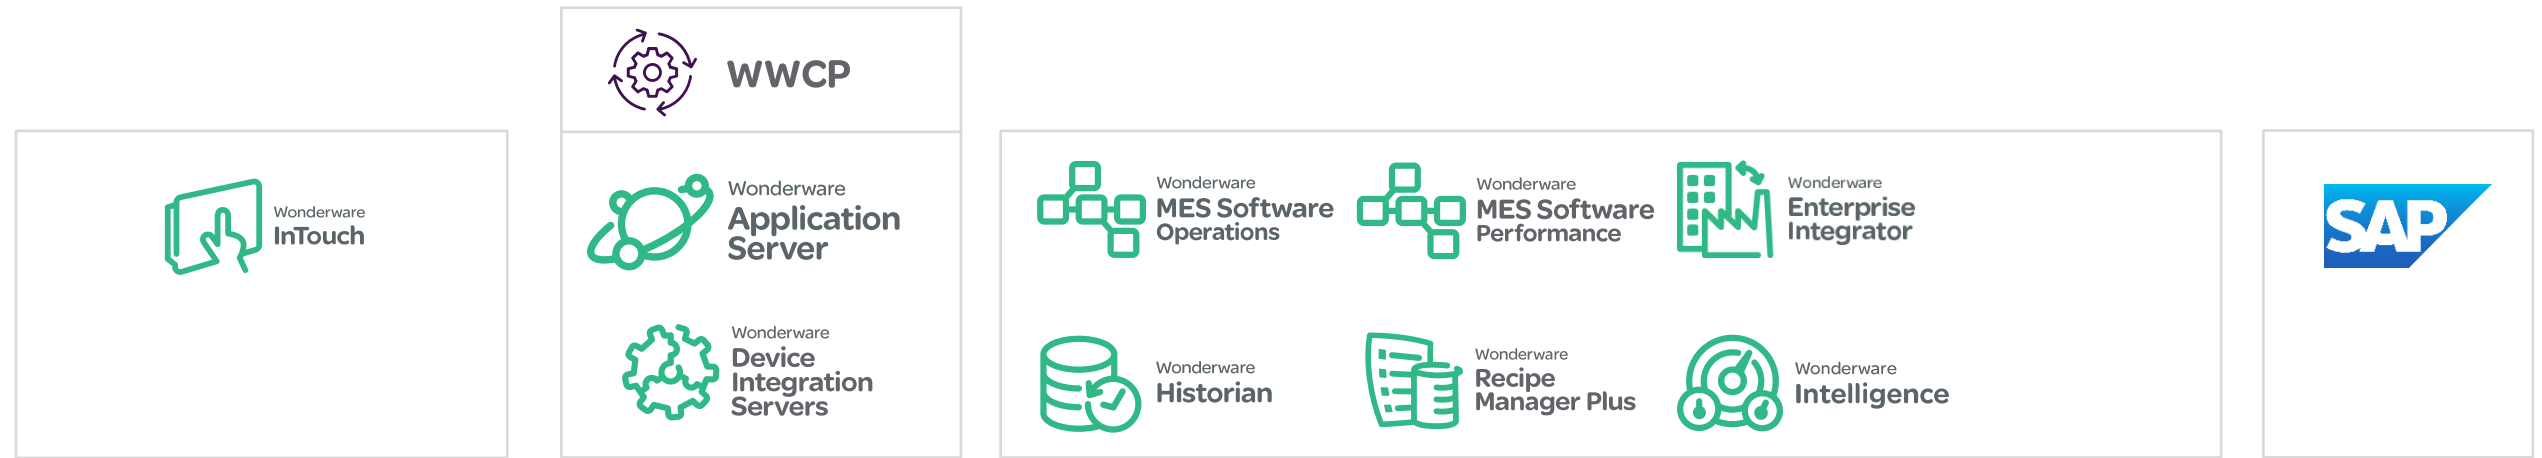 WWCP
Wonderware
InTouch
Wonderware
Application
Server
Wonderware
Device
Integration
Servers
Wonderware
MES Software
Operations
Wonderware
MES Software
Performance
Wonderware
Enterprise
Integrator
Wonderware
Historian
Wonderware
Recipe
Manager Plus
Wonderware
Intelligence
SAP